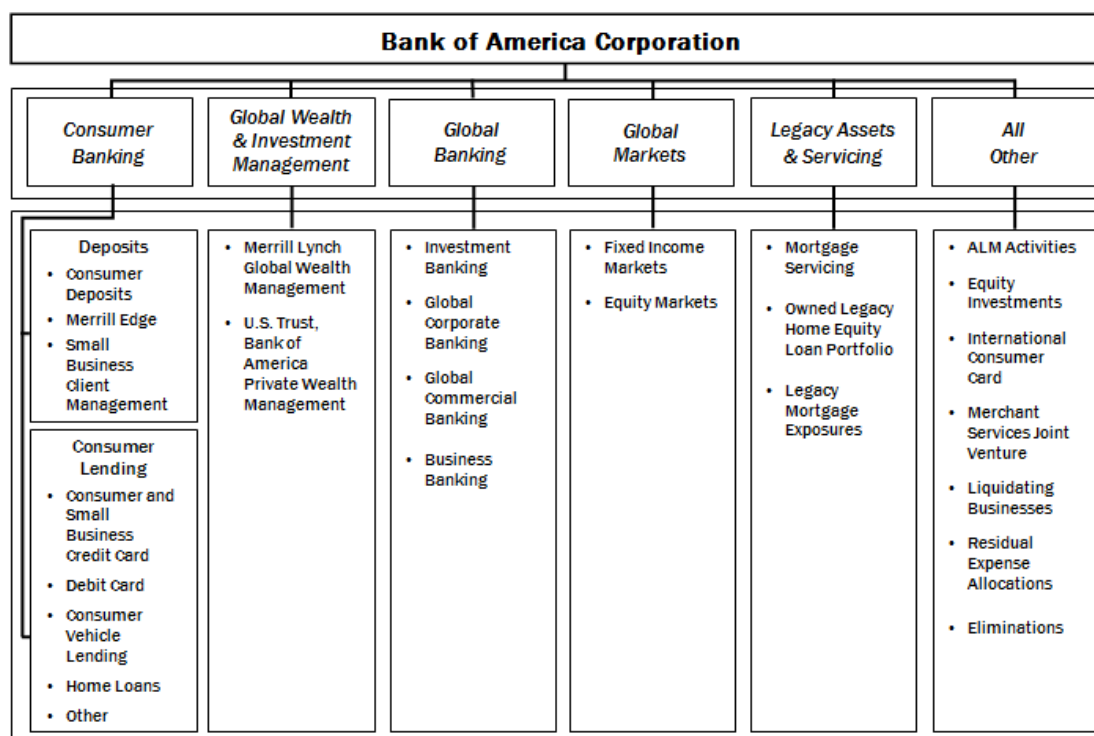 Bank of America Corporation
Consumer
Banking
Global Wealth
& Investment
Management
Global
Banking
Global
Markets
Legacy Assets
& Servicing
All
Other
Deposits
• Consumer
Deposits
• Merrill Edge
• Small
Business
Client
Management
Consumer
Lending
• Consumer and
Small
Business
Credit Card
• Debit Card
• Consumer
Vehicle
Lending
• Home Loans
• Other
• Merrill Lynch
Global Wealth
Management
• U.S. Trust,
Bank of
America
Private Wealth
Management
• Investment
Banking
• Global
Corporate
Banking
• Global
Commercial
Banking
• Business
Banking
• Fixed Income
Markets
• Equity Markets
• Mortgage
Servicing
• Owned Legacy
Home Equity
Loan Portfolio
• Legacy
Mortgage
Exposures
• ALM Activities
• Equity
Investments
• International
Consumer
Card
• Merchant
Services Joint
Venture
• Liquidating
Businesses
• Residual
Expense
Allocations
• Eliminations